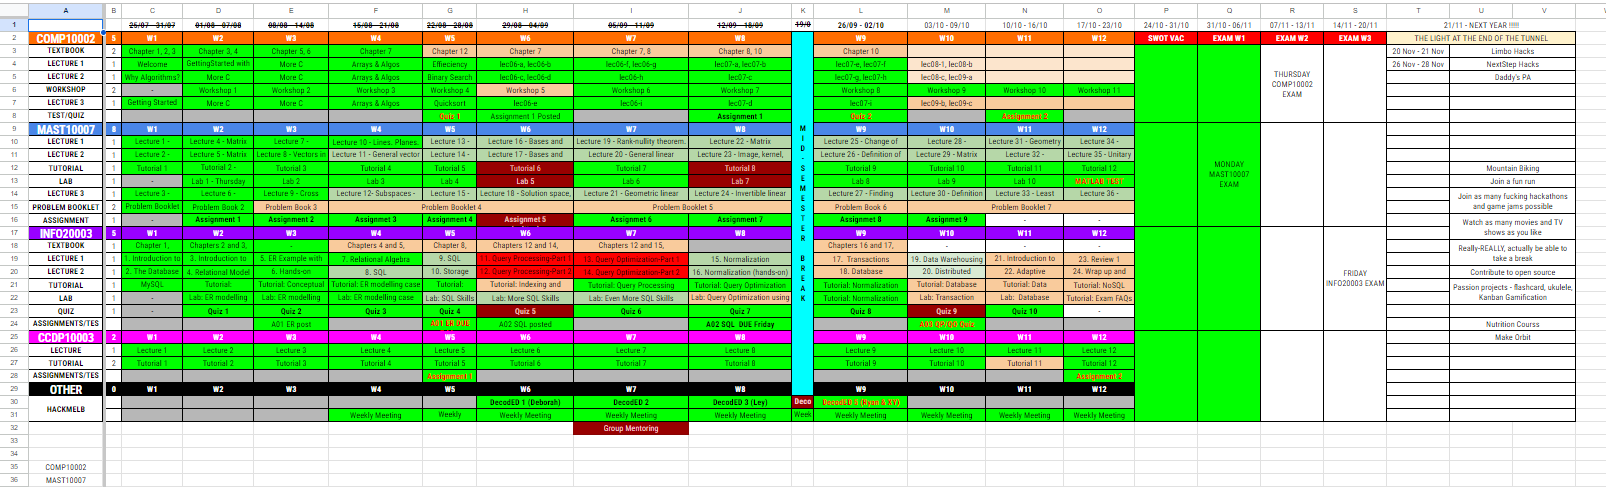 A B C D E F G H I J K L M N O P Q R S T U V
1 25/07 - 31/07 01/08 - 07/08 08/08 - 14/08 15/08 - 21/08 22/08 - 28/08 29/08 - 04/09 05/09 - 11/09 12/09 - 18/09 19/0 26/09 - 02/10 03/10 - 09/10 10/10 - 16/10 17/10 - 23/10 24/10 - 31/10 31/10 - 06/11 07/11 - 13/11 14/11 - 20/11 21/11 - NEXT YEAR !!!!!
2 COMP10002 5 W1 W2 W3 W4 W5 W6 W7 W8 W9 W10 W11 W12 SWOT VAC EXAM W1 EXAM W2 EXAM W3 THE LIGHT AT THE END OF THE TUNNEL
3 TEXTBOOK 2 Chapter 1, 2, 3 Chapter 3, 4 Chapter 5, 6 Chapter 7 Chapter 12 Chapter 7 Chapter 7, 8 Chapter 8, 10 Chapter 10 20 Nov - 21 Nov Limbo Hacks
4 LECTURE 1 1 Welcome GettingStarted with More C Arrays & Algos Effeciency lec06-a, lec06-b lec06-f, lec06-g lec07-a, lec07-b lec07-e, lec07-f lec08-1, lec08-b 26 Nov - 28 Nov NextStep Hacks
5 LECTURE 2 1 Why Algorithms? More C More C Arrays & Algos Binary Search lec06-c, lec06-d lec06-h lec07-c lec07-g, lec07-h lec08-c, lec09-a Daddy's PA
6 WORKSHOP 2 - Workshop 1 Workshop 2 Workshop 3 Workshop 4 Workshop 5 Workshop 6 Workshop 7 Workshop 8 Workshop 9 Workshop 10 Workshop 11
7 LECTURE 3 1 Getting Started More C More C Arrays & Algos Quicksort lec06-e lec06-i lec07-d lec07-i lec09-b, lec09-c
8 TEST/QUIZ Quiz 1 Assignment 1 Posted Assignment 1 Quiz 2 Assignment 2
THURSDAY
COMP10002
EXAM
9 MAST10007 8 W1 W2 W3 W4 W5 W6 W7 W8 W9 W10 W11 W12
10 LECTURE 1 1 Lecture 1 - Lecture 4 - Matrix Lecture 7 - Lecture 10 - Lines, Planes, Lecture 13 - Lecture 16 - Bases and Lecture 19 - Rank-nullity theorem, Lecture 22 - Matrix Lecture 25 - Change of Lecture 28 - Lecture 31 - Geometry Lecture 34 -
11 LECTURE 2 1 Lecture 2 - Lecture 5 - Matrix Lecture 8 - Vectors in Lecture 11 - General vector Lecture 14 - Lecture 17 - Bases and Lecture 20 - General linear Lecture 23 - Image, kernel, Lecture 26 - Definition of Lecture 29 - Matrix Lecture 32 - Lecture 35 - Unitary
12 TUTORIAL 1 Tutorial 1 Tutorial 2 - Tutorial 3 Tutorial 4 Tutorial 5 Tutorial 6 Tutorial 7 Tutorial 8 Tutorial 9 Tutorial 10 Tutorial 11 Tutorial 12 Mountain Biking
13 LAB 1 - Lab 1 - Thursday Lab 2 Lab 3 Lab 4 Lab 5 Lab 6 Lab 7 Lab 8 Lab 9 Lab 10 MATLAB TEST Join a fun run
14 LECTURE 3 1 Lecture 3 - Lecture 6 - Lecture 9 - Cross Lecture 12- Subspaces - Lecture 15 - Lecture 18 - Solution space, Lecture 21 - Geometric linear Lecture 24 - Invertible linear Lecture 27 - Finding Lecture 30 - Definition Lecture 33 - Least Lecture 36 -
15 PROBLEM BOOKLET 2 Problem Booklet Problem Book 2 Problem Book 3 Problem Booklet 4 Problem Booklet 5 Problem Book 6 Problem Booklet 7
16 ASSIGNMENT 1 - Assignment 1 Assignment 2 Assignmet 3 Assignment 4 Assignmet 5 Assignmet 6 Assignment 7 Assignmet 8 Assignmet 9 - -
MONDAY
MAST10007
EXAM
Join as many fucking hackathons
and game jams possible
Watch as many movies and TV
shows as you like
MID-SEMESTER BREAK
17 INFO20003 5 W1 W2 W3 W4 W5 W6 W7 W8 W9 W10 W11 W12
18 TEXTBOOK 1 Chapter 1, Chapters 2 and 3, - Chapters 4 and 5, Chapter 8, Chapters 12 and 14, Chapters 12 and 15, Chapters 16 and 17, - - -
19 LECTURE 1 1 1. Introduction to 3. Introduction to 5. ER Example with 7. Relational Algebra 9. SQL 11. Query Processing-Part 1 13. Query Optimization-Part 1 15. Normalization 17. Transactions 19. Data Warehousing 21. Introduction to 23. Review 1
20 LECTURE 2 1 2. The Database 4. Relational Model 6. Hands-on 8. SQL 10. Storage 12. Query Processing-Part 2 14. Query Optimization-Part 2 16. Normalization (hands-on) 18. Database 20. Distributed 22. Adaptive 24. Wrap up and
21 TUTORIAL 1 MySQL Tutorial: Tutorial: Conceptual Tutorial: ER modelling case Tutorial: Tutorial: Indexing and Tutorial: Query Processing Tutorial: Query Optimization Tutorial: Normalization Tutorial: Database Tutorial: Data Tutorial: NoSQL
22 LAB 1 - Lab: ER modelling Lab: ER modelling Lab: ER modelling case Lab: SQL Skills Lab: More SQL Skills Lab: Even More SQL Skills Lab: Query Optimization using Tutorial: Normalization Lab: Transaction Lab: Database Tutorial: Exam FAQs
23 QUIZ 1 - Quiz 1 Quiz 2 Quiz 3 Quiz 4 Quiz 5 Quiz 6 Quiz 7 Quiz 8 Quiz 9 Quiz 10 -
24 ASSIGNMENTS/TES A01 ER post A01 ER DUE A02 SQL posted A02 SQL DUE Friday A03 QP/QO Quiz
Really-REALLY, actually be able to
take a break
Contribute to open source
Passion projects - flashcard, ukulele,
Kanban Gamification
Nutrition Courss
FRIDAY
INFO20003 EXAM
25 CCDP10003 2 W1 W2 W3 W4 W5 W6 W7 W8 W9 W10 W11 W12 Make Orbit
26 LECTURE 1 Lecture 1 Lecture 2 Lecture 3 Lecture 4 Lecture 5 Lecture 6 Lecture 7 Lecture 8 Lecture 9 Lecture 10 Lecture 11 Lecture 12
27 TUTORIAL 2 Tutorial 1 Tutorial 2 Tutorial 3 Tutorial 4 Tutorial 5 Tutorial 6 Tutorial 7 Tutorial 8 Tutorial 9 Tutorial 10 Tutorial 11 Tutorial 12
28 ASSIGNMENTS/TES Assignment 1 Assignment 2
29 OTHER 0 W1 W2 W3 W4 W5 W6 W7 W8 W9 W10 W11 W12
30 HACKMELB DecodED 1 (Deborah) DecodED 2 DecodED 3 (Ley) Deco
31 Weekly Meeting Weekly Weekly Meeting Weekly Meeting Weekly Meeting Week Weekly Meeting Weekly Meeting Weekly Meeting Weekly Meeting
32 Group Mentoring
33
34
35 COMP10002
36 MAST10007